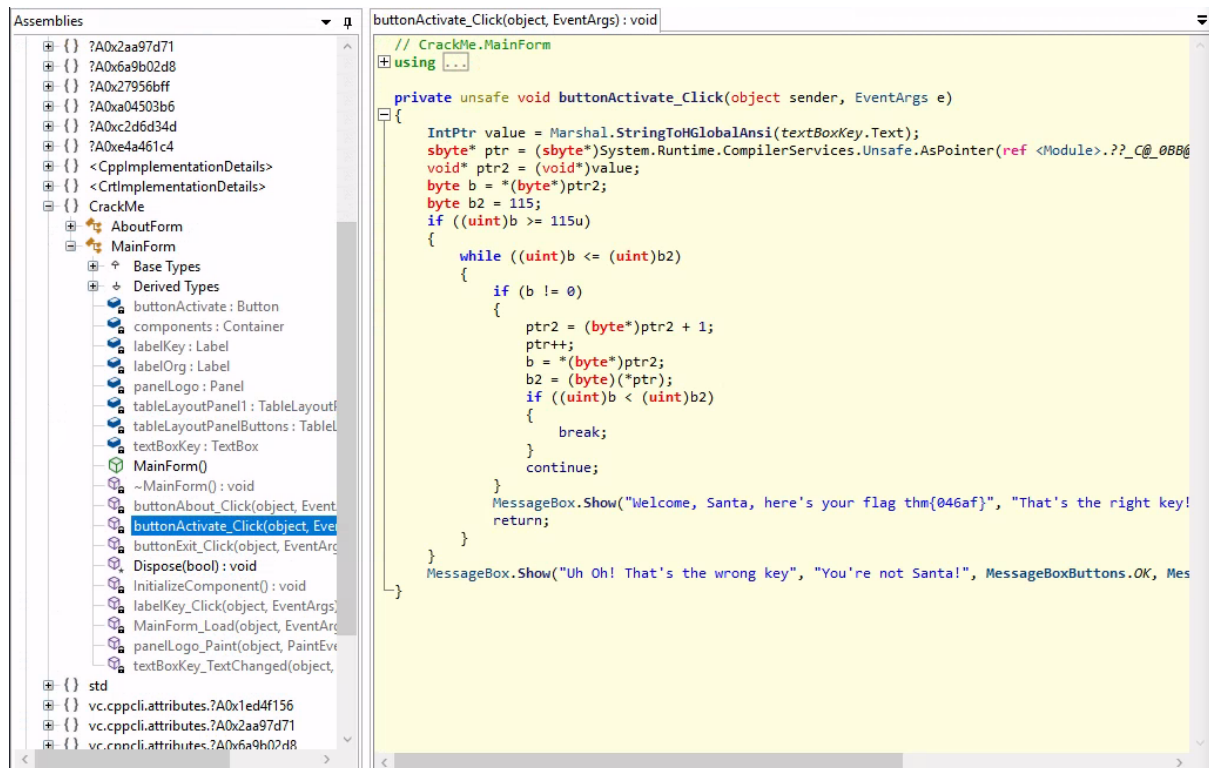 Assemblies
?A0x2aa97d71
?A0x6a9b02d8
?A0x27956bff
?A0xa04503b6
?A0xc2d6d34d
?A0xe4a461c4
<CppImplementationDetails>
<CrtImplementationDetails>
CrackMe
AboutForm
MainForm
Base Types
Derived Types
buttonActivate : Button
components : Container
labelKey : Label
labelOrg : Label
panelLogo : Panel
tableLayoutPanel1 : TableLayoutP
tableLayoutPanelButtons : TableL
textBoxKey : TextBox
MainForm()
~MainForm() : void
buttonAbout_Click(object, Event
buttonActivate_Click(object, Eve
buttonExit_Click(object, EventArg
Dispose(bool) : void
InitializeComponent() : void
labelKey_Click(object, EventArgs)
MainForm_Load(object, EventArg
panelLogo_Paint(object, PaintEve
textBoxKey_TextChanged(object,
std
vc.cppcli.attributes.?A0x1ed4f156
vc.cppcli.attributes.?A0x2aa97d71
vc.cppcli.attributes.?A0x6a9b02d8
buttonActivate_Click(object, EventArgs) : void
// CrackMe.MainForm
using ...
private unsafe void buttonActivate_Click(object sender, EventArgs e)
{
IntPtr value = Marshal.StringToHGlobalAnsi(textBoxKey.Text);
sbyte* ptr = (sbyte*)System.Runtime.CompilerServices.Unsafe.AsPointer(ref <Module>.??_C@_0BB@
void* ptr2 = (void*)value;
byte b = *(byte*)ptr2;
byte b2 = 115;
if ((uint)b >= 115u)
{
while ((uint)b <= (uint)b2)
{
if (b != 0)
{
ptr2 = (byte*)ptr2 + 1;
ptr++;
b = *(byte*)ptr2;
b2 = (byte)(*ptr);
if ((uint)b < (uint)b2)
{
break;
}
continue;
}
MessageBox.Show("Welcome, Santa, here's your flag thm{046af}", "That's the right key!
return;
}
}
MessageBox.Show("Uh Oh! That's the wrong key", "You're not Santa!", MessageBoxButtons.OK, Mes
}